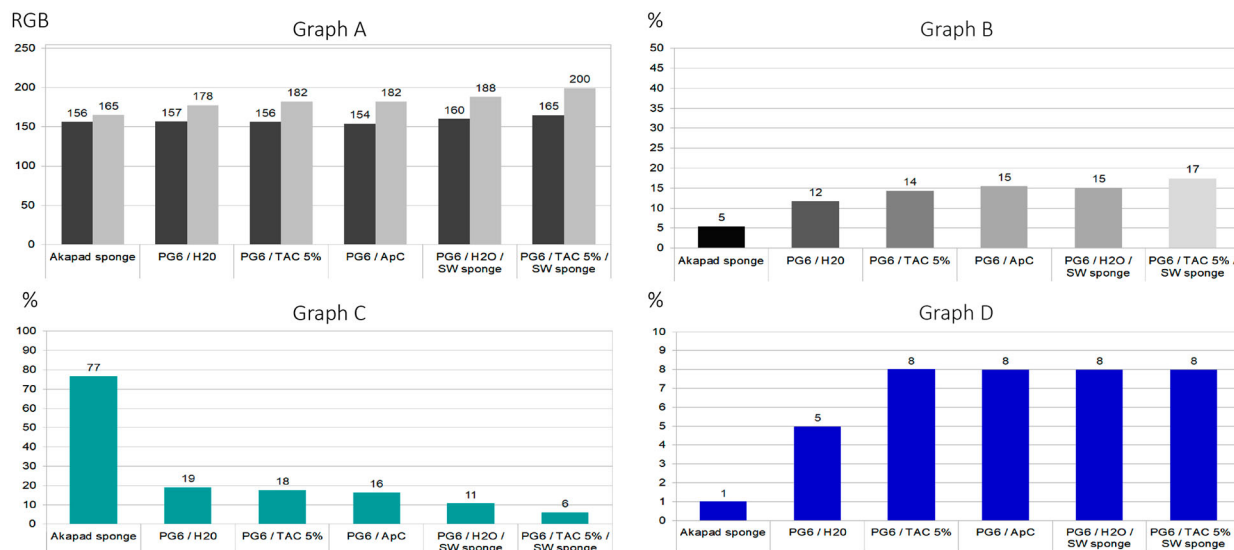 RGB
Graph A
250
200
150
100
50
0
156 165 157 178 156 182 154 182 160 188 165 200
Akapad sponge PG6 / H20 PG6 / TAC 5% PG6 / ApC PG6 / H2O / PG6 / TAC 5% /
SW sponge SW sponge
%
Graph B
50
45
40
35
30
25
20
15
10
5
0
5 12 14 15 15 17
Akapad sponge PG6 / H20 PG6 / TAC 5% PG6 / ApC PG6 / H2O / PG6 / TAC 5% /
SW sponge SW sponge
%
Graph C
100
90
80
70
60
50
40
30
20
10
0
77 19 18 16 11 6
Akapad sponge PG6 / H20 PG6 / TAC 5% PG6 / ApC PG6 / H2O / PG6 / TAC 5% /
SW sponge SW sponge
%
Graph D
10
9
8
7
6
5
4
3
2
1
0
1 5 8 8 8 8
Akapad sponge PG6 / H20 PG6 / TAC 5% PG6 / ApC PG6 / H2O / PG6 / TAC 5% /
SW sponge SW sponge